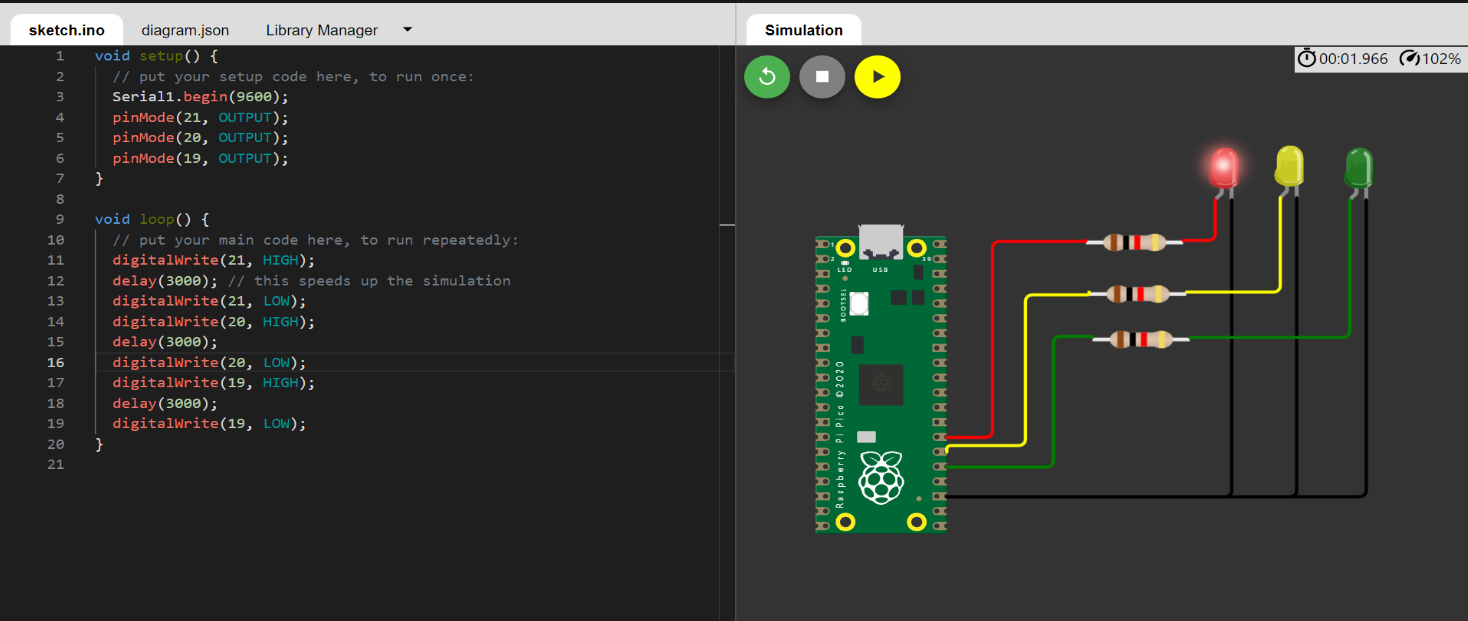 sketch.ino diagram.json Library Manager
1 void setup() {
2 // put your setup code here, to run once:
3 Serial1.begin(9600);
4 pinMode(21, OUTPUT);
5 pinMode(20, OUTPUT);
6 pinMode(19, OUTPUT);
7 }
8
9 void loop() {
10 // put your main code here, to run repeatedly:
11 digitalWrite(21, HIGH);
12 delay(3000); // this speeds up the simulation
13 digitalWrite(21, LOW);
14 digitalWrite(20, HIGH);
15 delay(3000);
16 digitalWrite(20, LOW);
17 digitalWrite(19, HIGH);
18 delay(3000);
19 digitalWrite(19, LOW);
20 }
21
Simulation
00:01.966 102%
1
2
39
LED USB
BOOTSEL
Raspberry Pi Pico ©2020